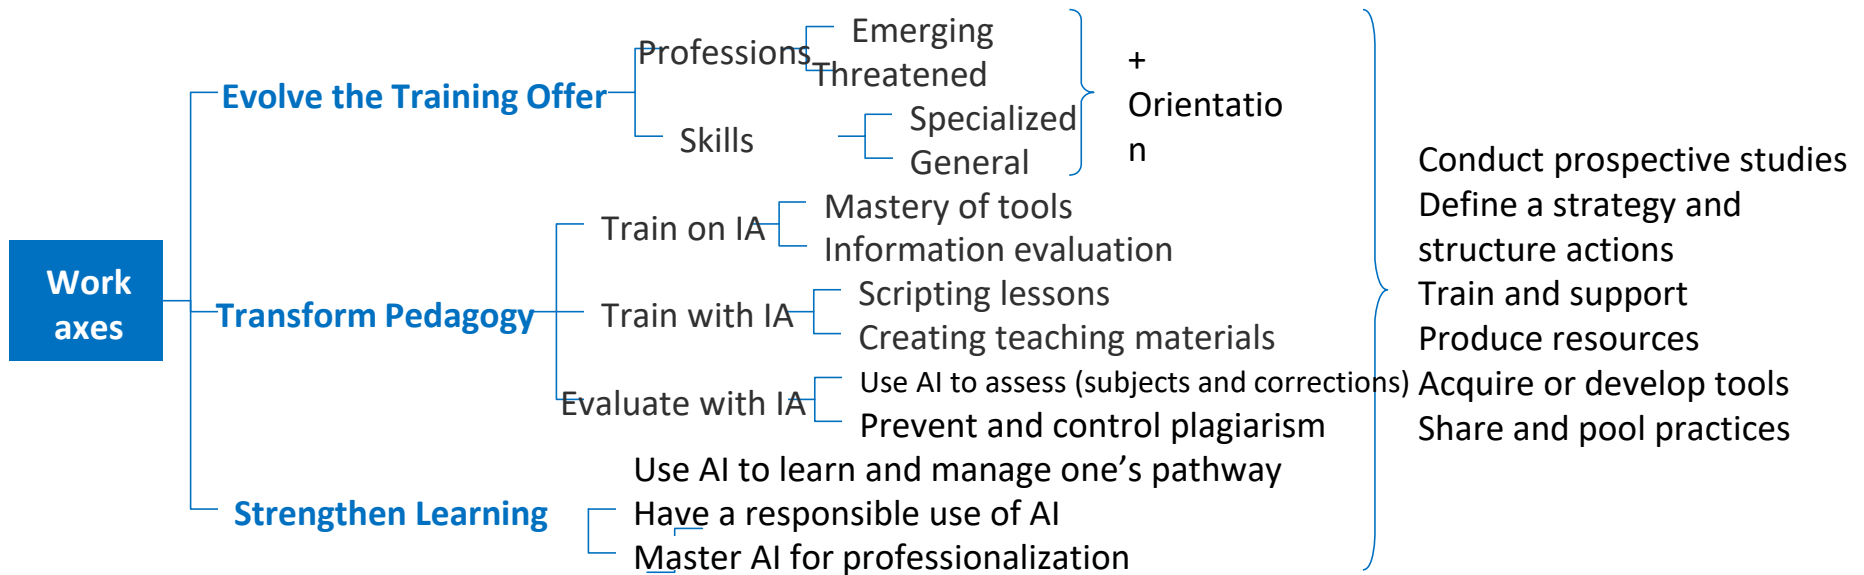 Work
axes
Evolve the Training Offer
Professions
Emerging
Threatened
Skills
Specialized
General
+
Orientatio
n
Transform Pedagogy
Train on IA
Mastery of tools
Information evaluation
Train with IA
Scripting lessons
Creating teaching materials
Evaluate with IA
Use AI to assess (subjects and corrections)
Prevent and control plagiarism
Strengthen Learning
Use AI to learn and manage one’s pathway
Have a responsible use of AI
Master AI for professionalization
Conduct prospective studies
Define a strategy and
structure actions
Train and support
Produce resources
Acquire or develop tools
Share and pool practices